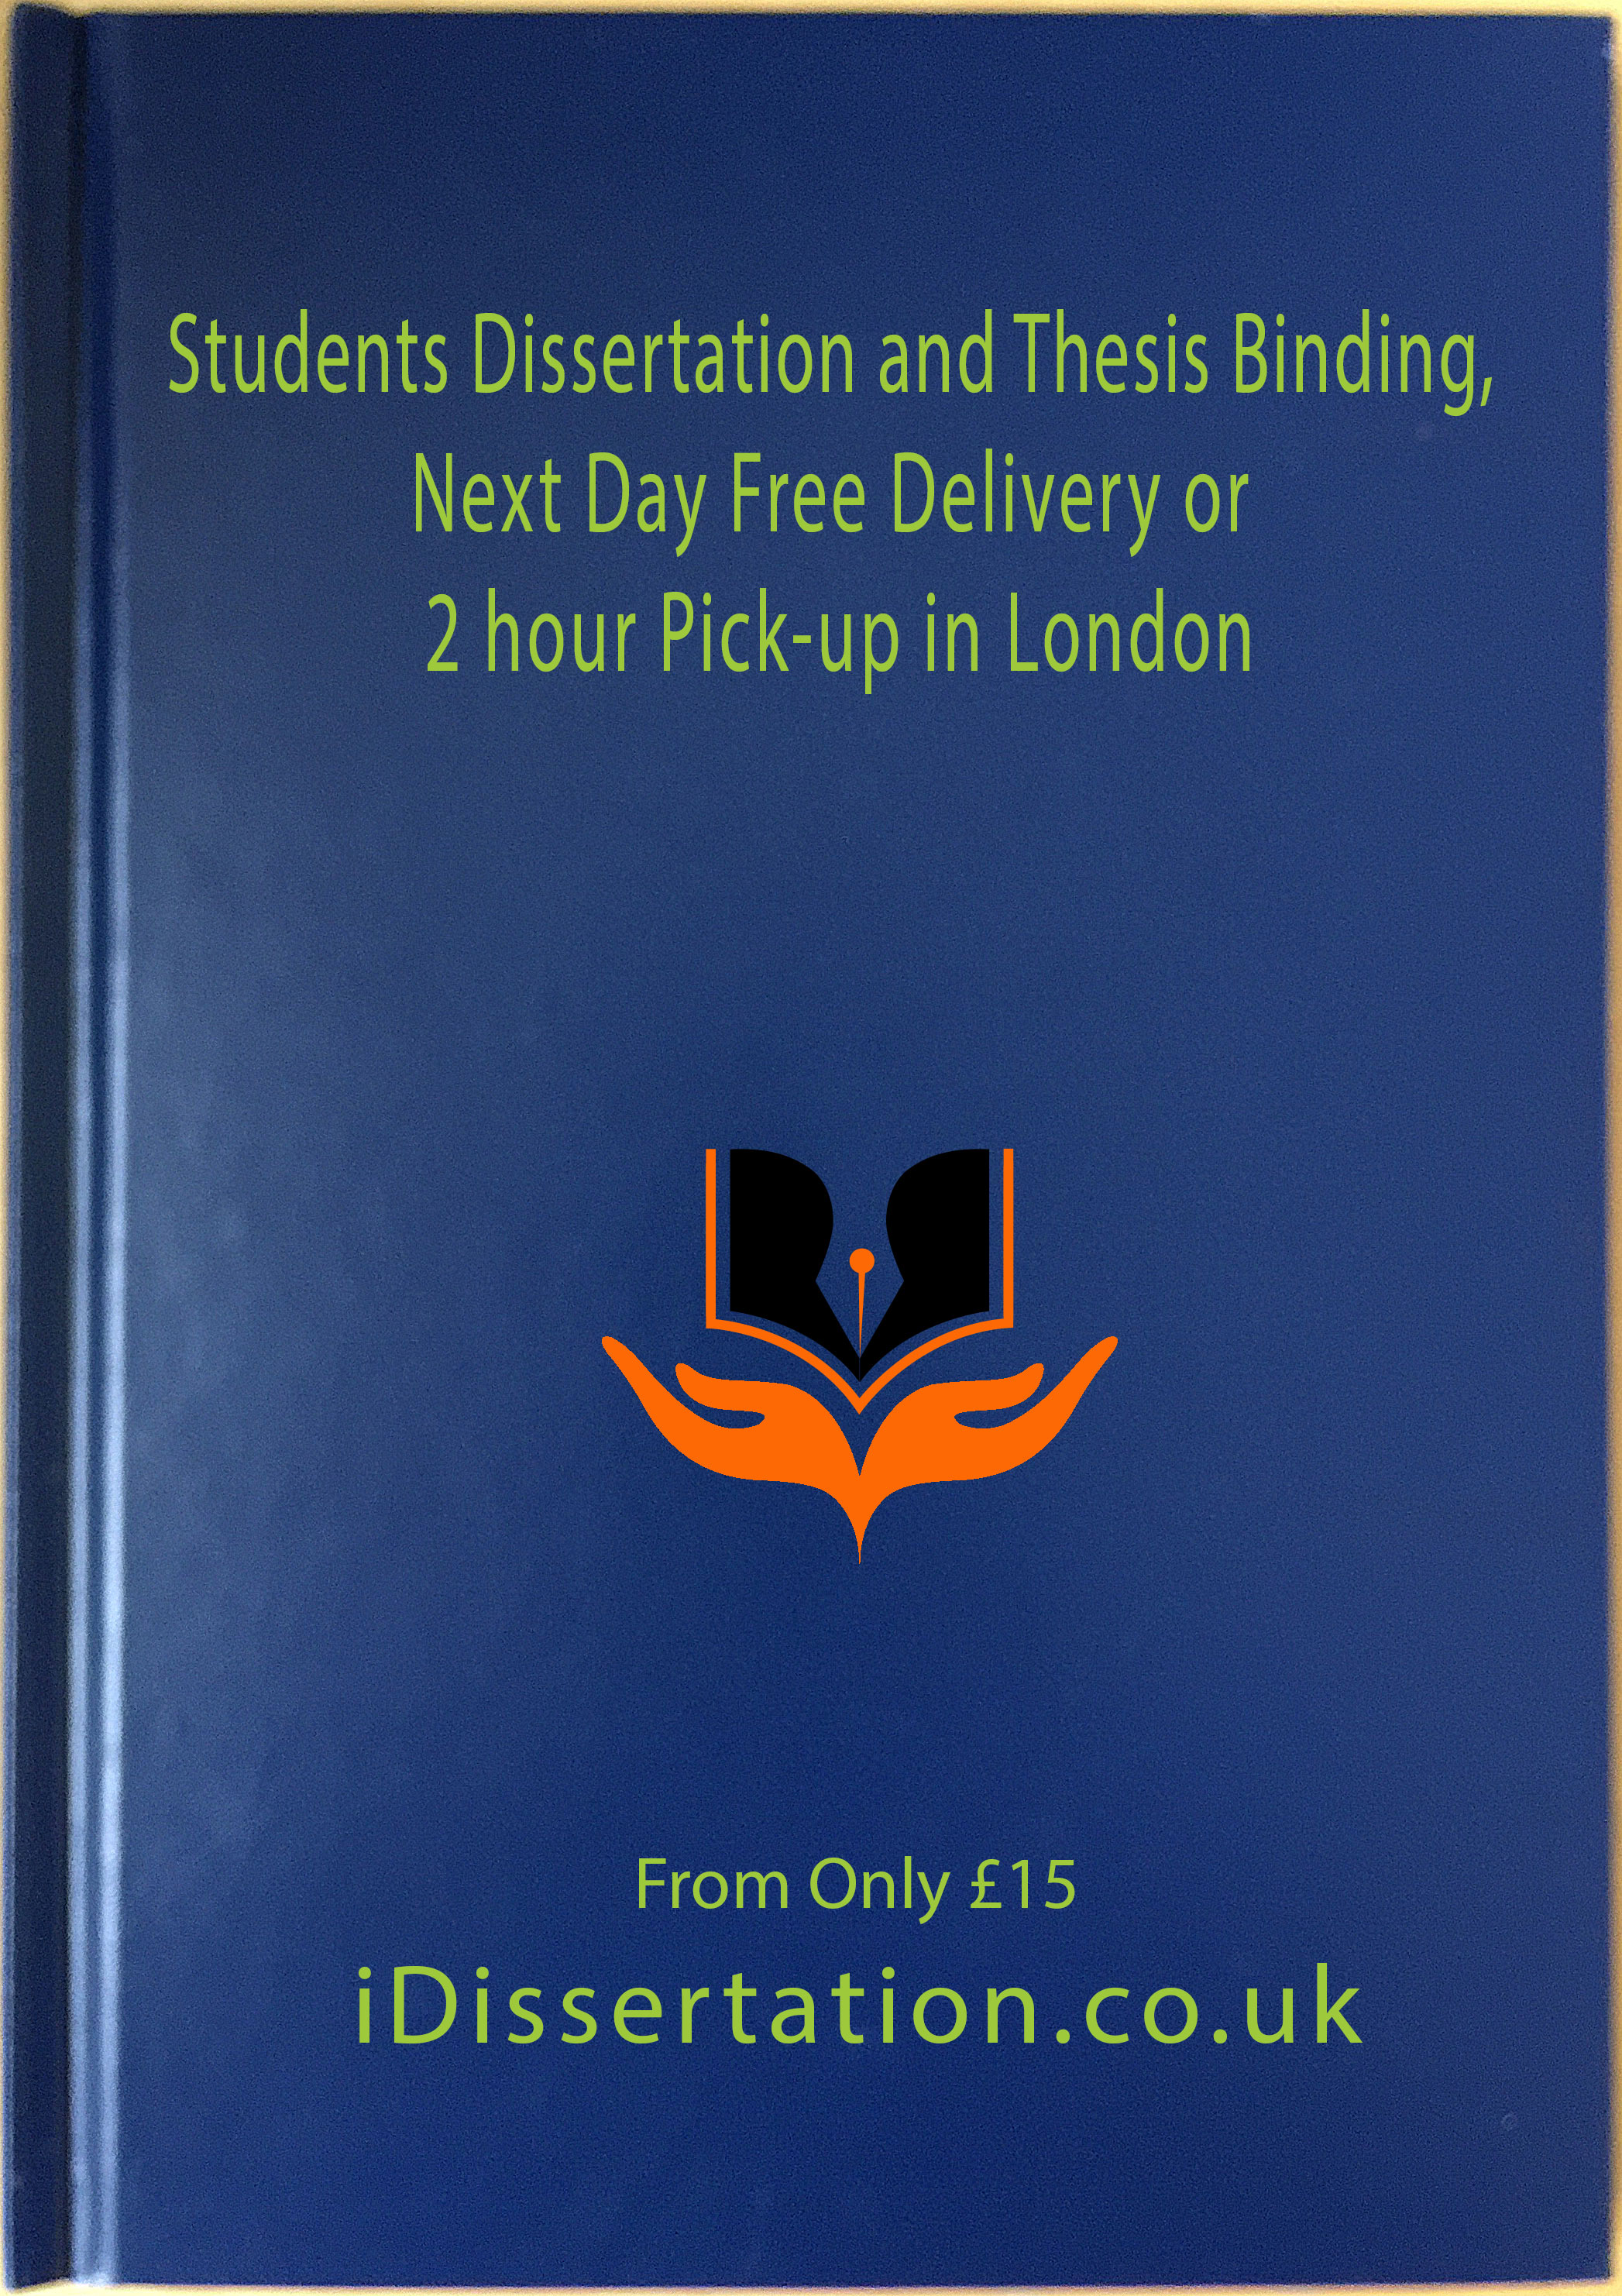 Students Dissertation and Thesis Binding,
Next Day Free Delivery or
2 hour Pick-up in London
From Only £15
iDissertation.co.uk